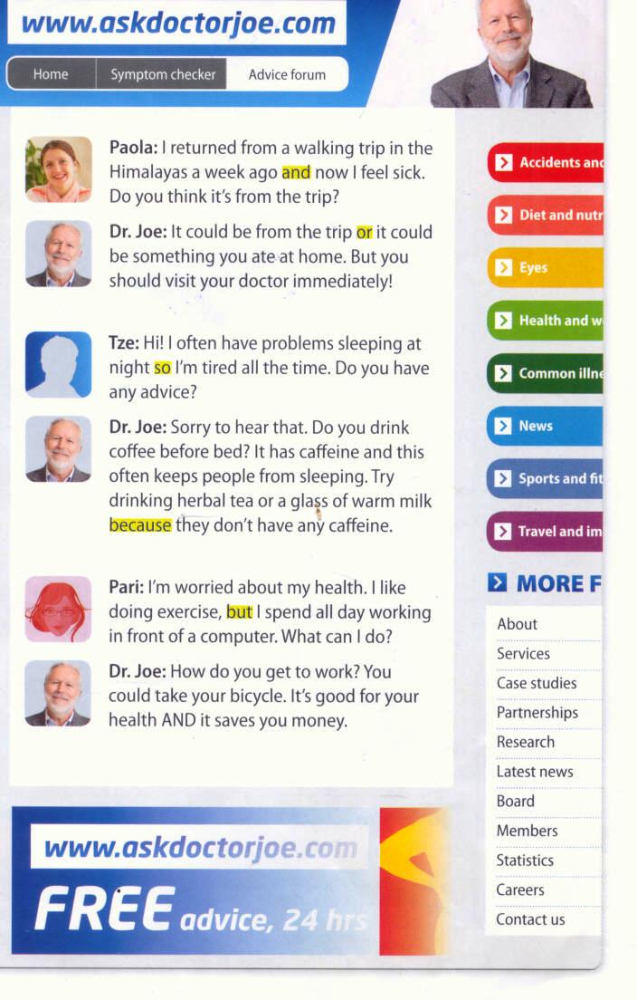 www.askdoctorjoe.com
Home
Symptom checker
Advice forum
Paola: I returned from a walking trip in the
Himalayas a week ago and now I feel sick.
Do you think it's from the trip?
Dr. Joe: It could be from the trip or it could
be something you ate at home. But you
should visit your doctor immediately!
Tze: Hi! I often have problems sleeping at
night so I'm tired all the time. Do you have
any advice?
Dr. Joe: Sorry to hear that. Do you drink
coffee before bed? It has caffeine and this
often keeps people from sleeping. Try
drinking herbal tea or a glass of warm milk
because they don't have any caffeine.
Pari: I'm worried about my health. I like
doing exercise, but I spend all day working
in front of a computer. What can I do?
Dr. Joe: How do you get to work? You
could take your bicycle. It's good for your
health AND it saves you money.
Accidents and
Diet and nutr
Eyes
Health and w
Common illne
News
Sports and fit
Travel and im
MORE F
About
Services
Case studies
Partnerships
Research
Latest news
Board
Members
Statistics
Careers
Contact us
www.askdoctorjoe.com
FREE advice, 24 hrs